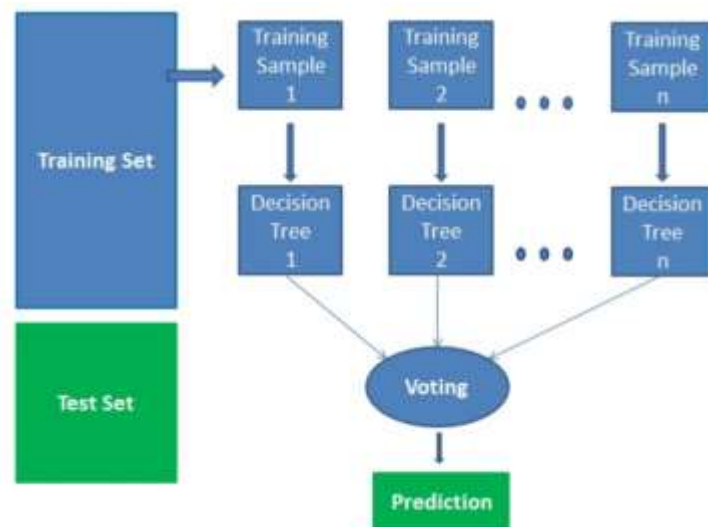 Training Set
Training
Sample
1
Training
Sample
2
Training
Sample
n
Decision
Tree
1
Decision
Tree
2
Decision
Tree
n
Test Set
Voting
Prediction